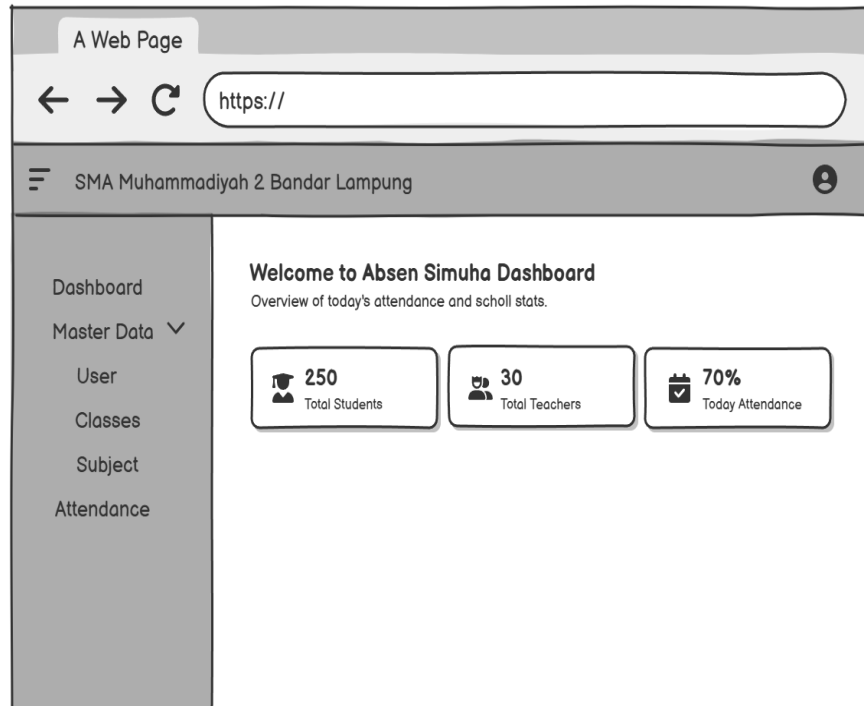 A Web Page
https://
SMA Muhammadiyah 2 Bandar Lampung
Dashboard
Master Data
User
Classes
Subject
Attendance
Welcome to Absen Simuha Dashboard
Overview of today's attendance and scholl stats.
250
Total Students
30
Total Teachers
70%
Today Attendance